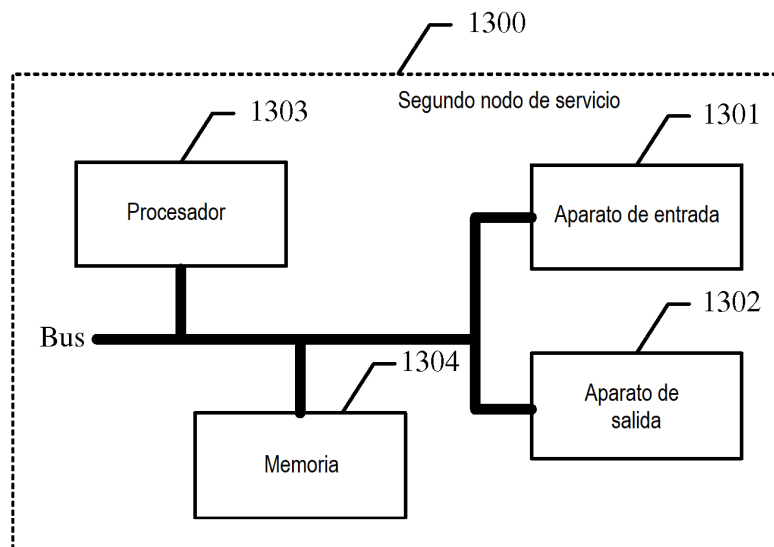 1300
Segundo nodo de servicio
1303
1301
Procesador
Aparato de entrada
1302
Bus
1304
Aparato de
salida
Memoria